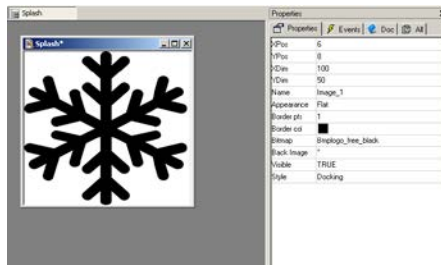 Splash
Properties
Splash*
Properties Events Doc All
XPos 6
YPos 8
XDim 100
YDim 50
Name Image_1
Appearance Flat
Border pts 1
Border col
Bitmap Bmplogo_free_black
Back Image *
Visible TRUE
Style Docking